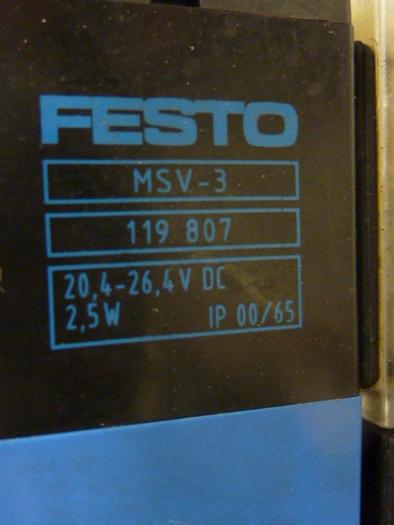 FESTO
MSV-3
119 807
20,4-26,4V DC
2,5W IP 00/65